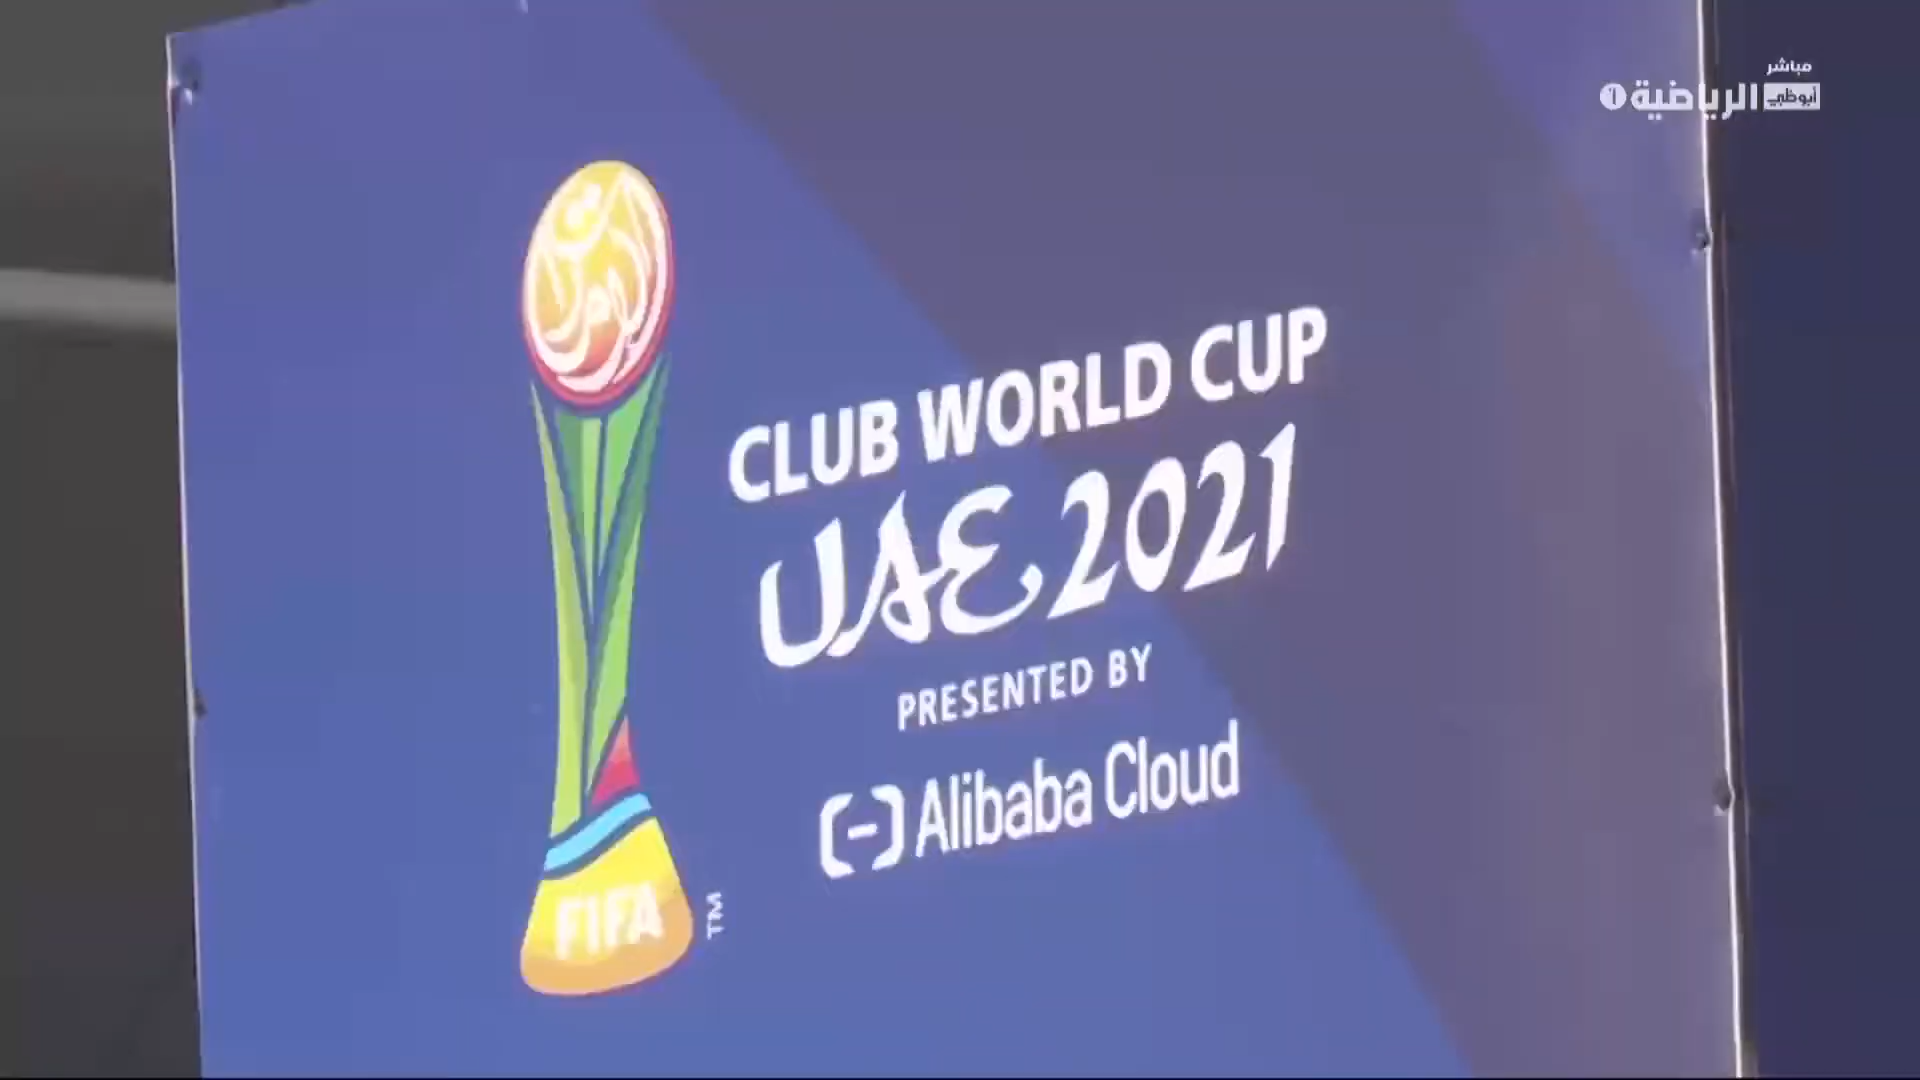 مباشر
أبوظبي الرياضية 1
CLUB WORLD CUP
UAE 2021
PRESENTED BY
Alibaba Cloud
FIFA
TM